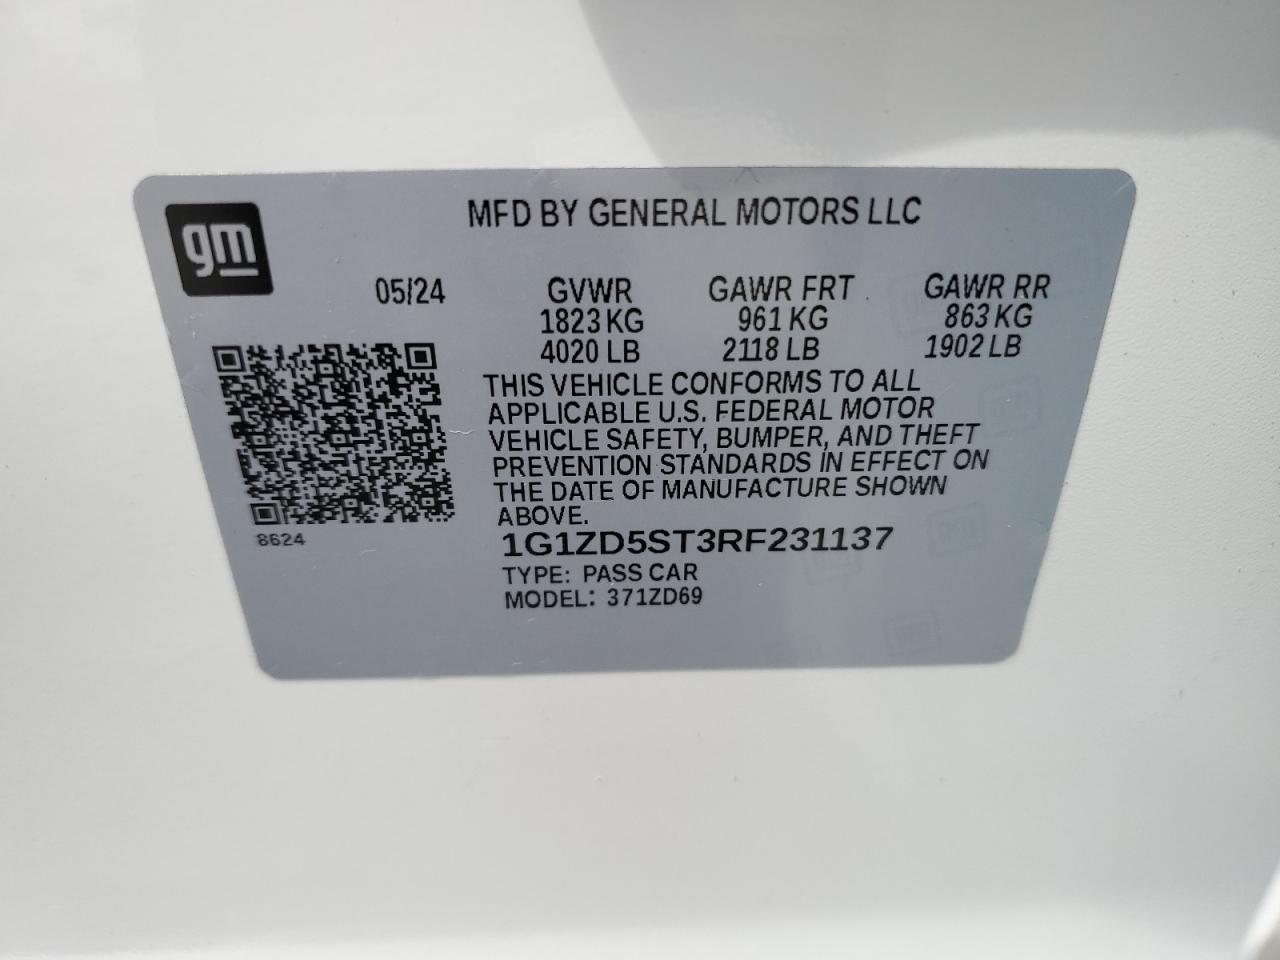 gm
MFD BY GENERAL MOTORS LLC
05/24 GVWR GAWR FRT GAWR RR
1823 KG 961 KG 863 KG
4020 LB 2118 LB 1902 LB
THIS VEHICLE CONFORMS TO ALL
APPLICABLE U.S. FEDERAL MOTOR
VEHICLE SAFETY, BUMPER, AND THEFT
PREVENTION STANDARDS IN EFFECT ON
THE DATE OF MANUFACTURE SHOWN
ABOVE.
8624
1G1ZD5ST3RF231137
TYPE: PASS CAR
MODEL: 371ZD69